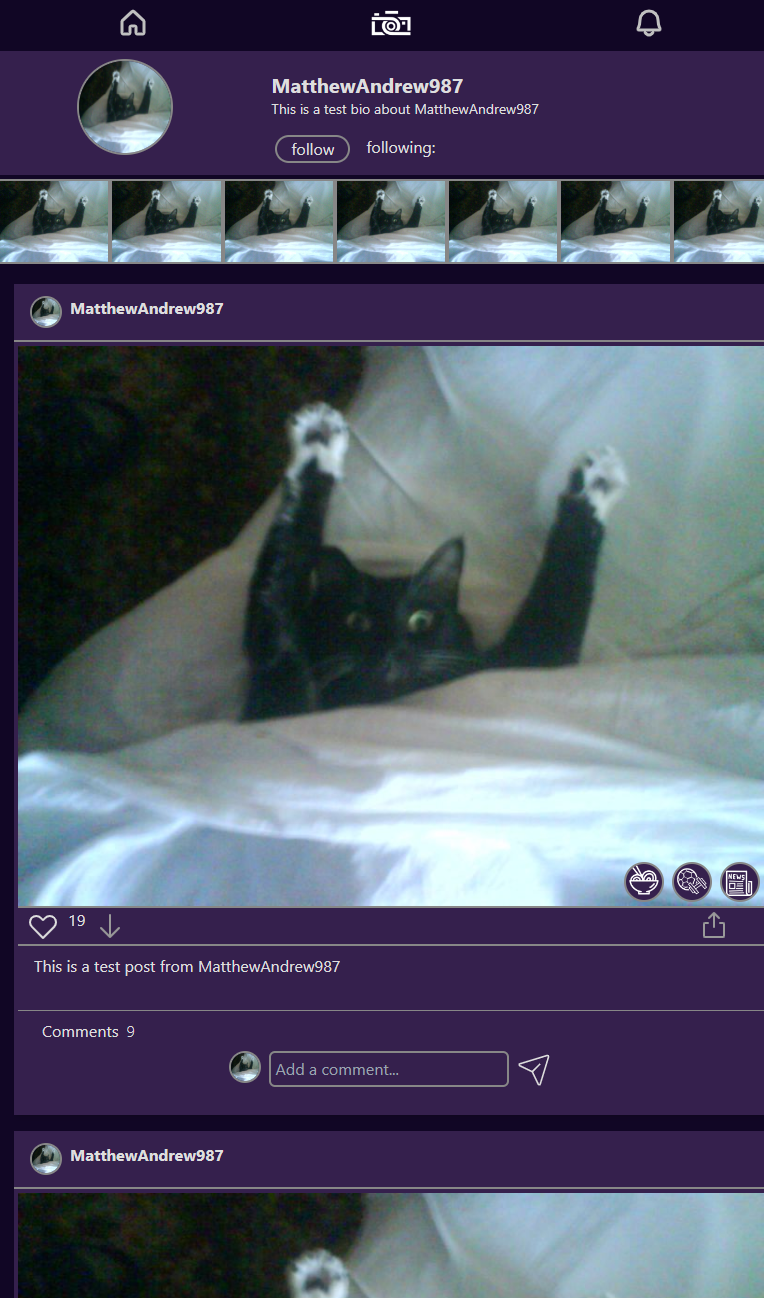 MatthewAndrew987
This is a test bio about MatthewAndrew987
follow
following:
MatthewAndrew987
NEWS
19
This is a test post from MatthewAndrew987
Comments 9
Add a comment...
MatthewAndrew987